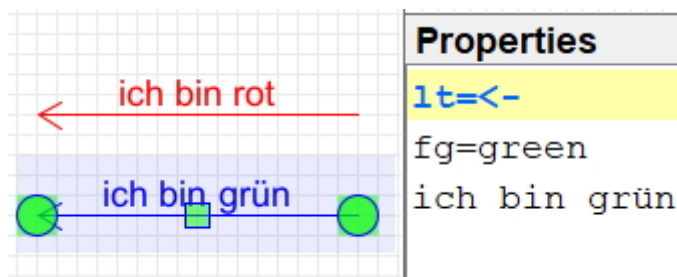 Properties
ich bin rot
lt=<-
fg=green
ich bin grün
ich bin grün